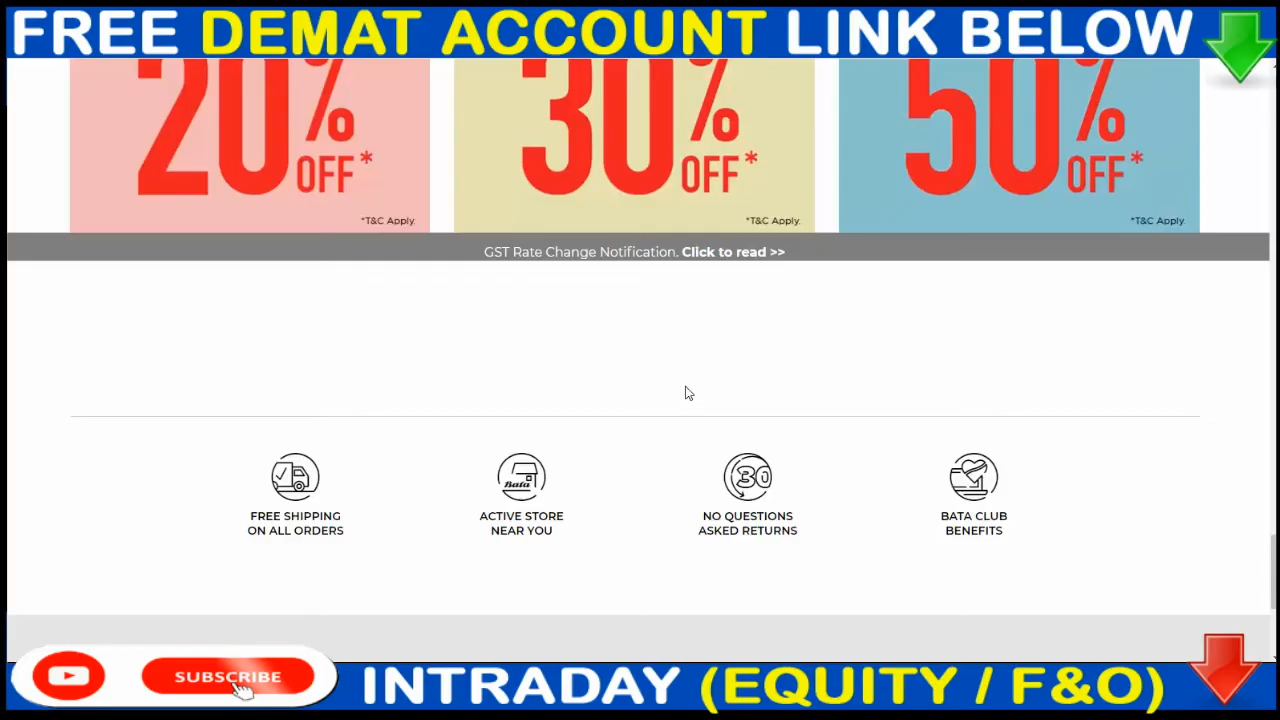 FREE DEMAT ACCOUNT LINK BELOW
20% OFF*
*T&C Apply.
30% OFF*
*T&C Apply.
50% OFF*
*T&C Apply.
GST Rate Change Notification. Click to read >>
FREE SHIPPING
ON ALL ORDERS
Bata
ACTIVE STORE
NEAR YOU
30
NO QUESTIONS
ASKED RETURNS
BATA CLUB
BENEFITS
SUBSCRIBE
INTRADAY (EQUITY / F&O)